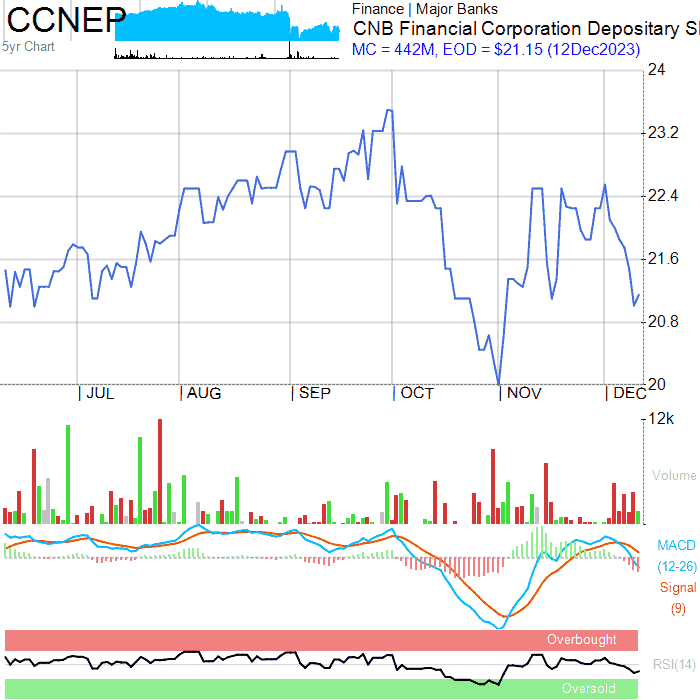 CCNEP
5yr Chart
Finance | Major Banks
CNB Financial Corporation Depositary
MC = 442M, EOD = $21.15 (12Dec2023)
24
23.2
22.4
21.6
20.8
20
JUL AUG SEP OCT NOV DEC
12k
Volume
MACD
(12-26)
Signal
(9)
Overbought
RSI(14)
Oversold